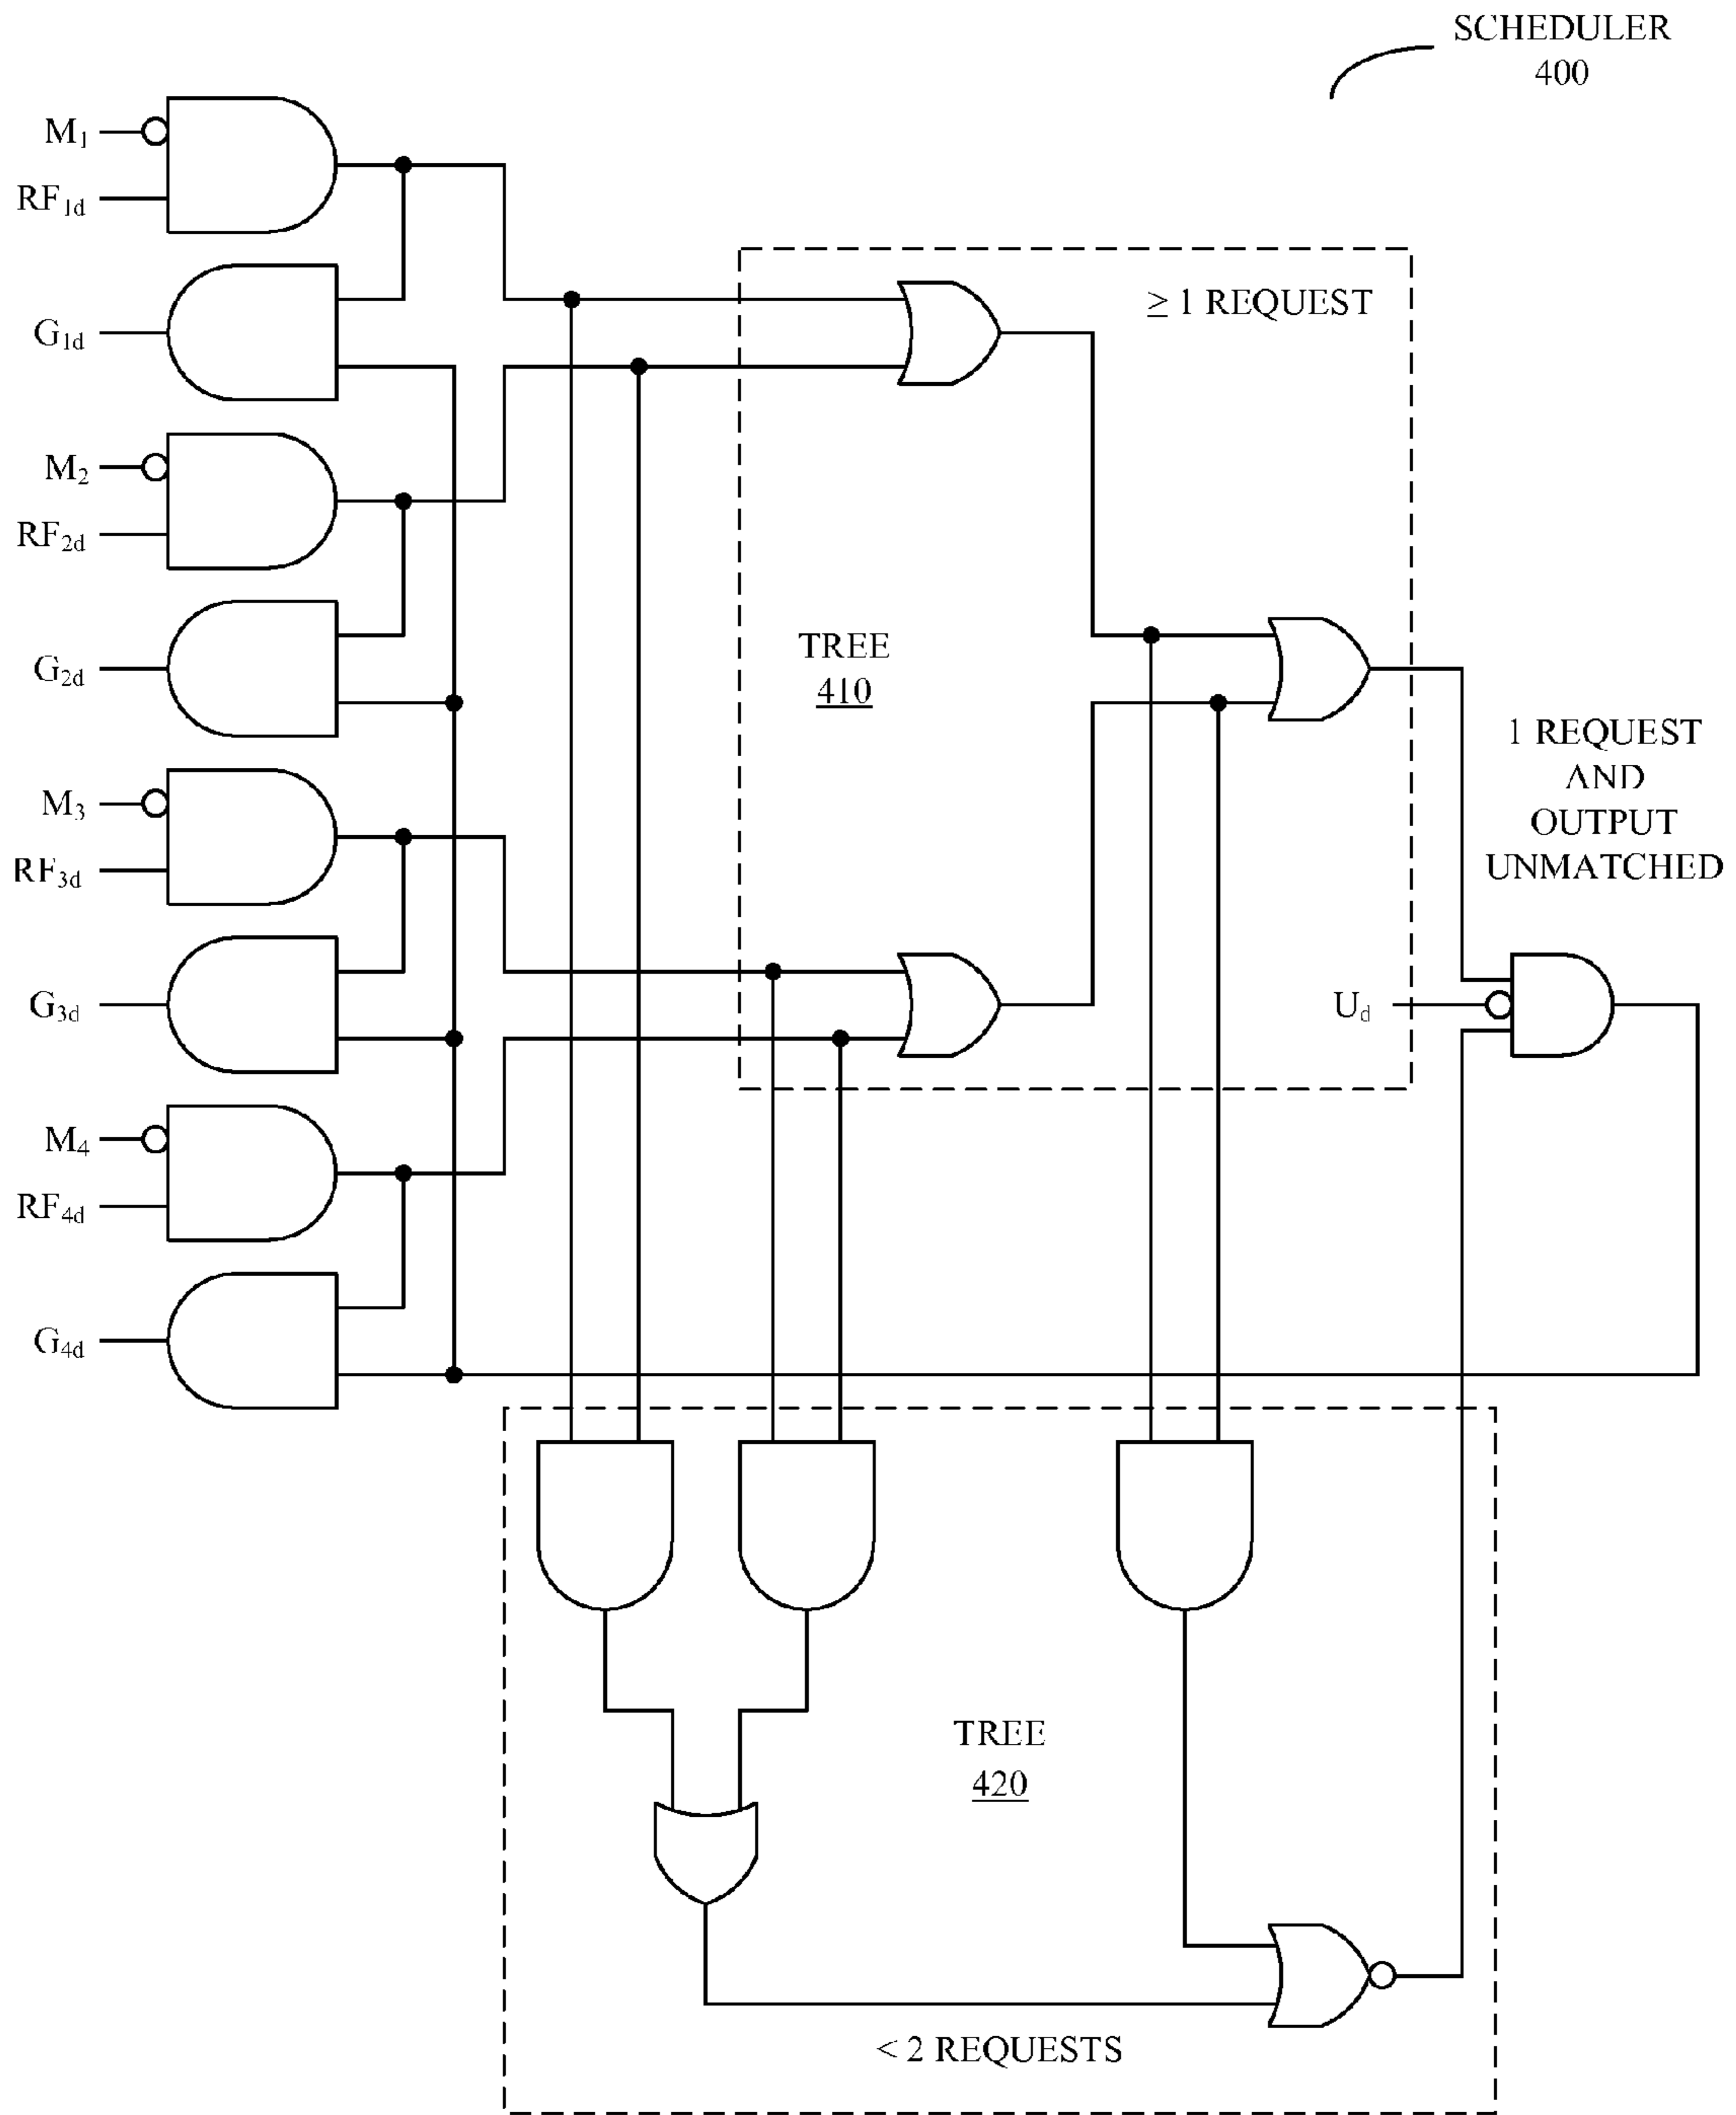 SCHEDULER
400
M₁
RF₁d
G₁d
M₂
RF₂d
G₂d
M₃
RF₃d
G₃d
M₄
RF₄d
G₄d
≥ 1 REQUEST
TREE
410
1 REQUEST
AND
OUTPUT
UNMATCHED
Ud
TREE
420
< 2 REQUESTS